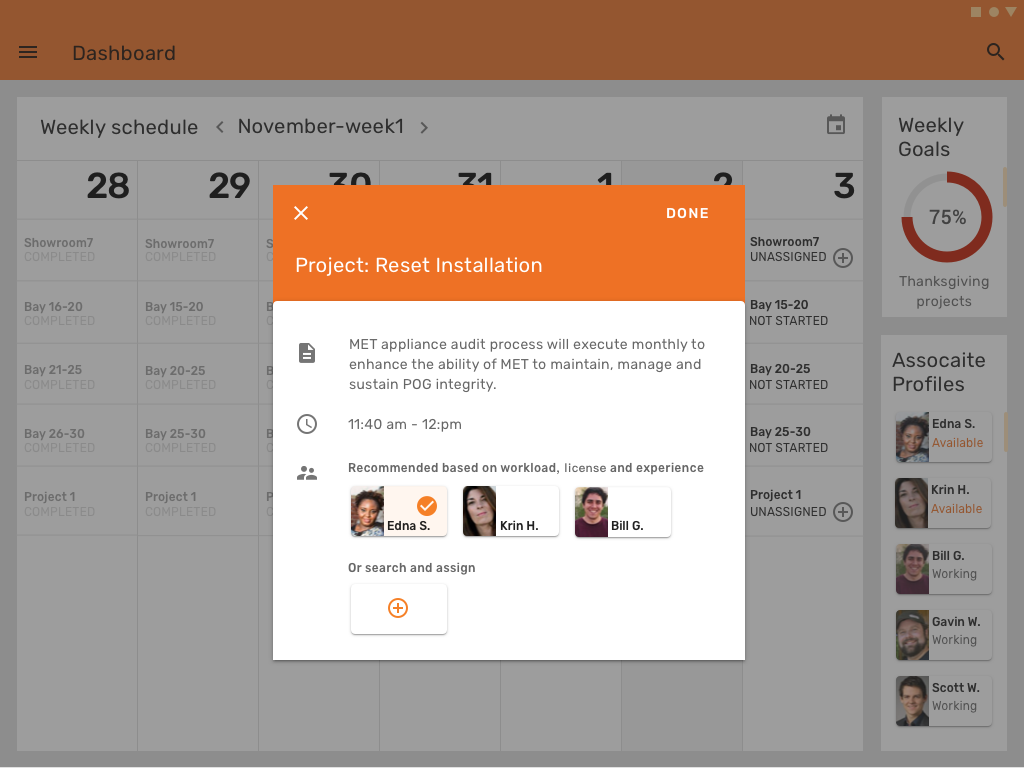 Dashboard
Weekly schedule
November-week1
28
29
30
31
1
2
3
Showroom7
COMPLETED
Showroom7
COMPLETED
S
Showroom7
UNASSIGNED
Bay 16-20
COMPLETED
Bay 15-20
COMPLETED
B
Bay 15-20
NOT STARTED
Bay 21-25
COMPLETED
Bay 20-25
COMPLETED
B
Bay 20-25
NOT STARTED
Bay 26-30
COMPLETED
Bay 25-30
COMPLETED
B
Bay 25-30
NOT STARTED
Project 1
COMPLETED
Project 1
COMPLETED
P
Project 1
UNASSIGNED
DONE
Project: Reset Installation
MET appliance audit process will execute monthly to
enhance the ability of MET to maintain, manage and
sustain POG integrity.
11:40 am - 12:pm
Recommended based on workload, license and experience
Edna S.
Krin H.
Bill G.
Or search and assign
Weekly
Goals
75%
Thanksgiving
projects
Assocaite
Profiles
Edna S.
Available
Krin H.
Available
Bill G.
Working
Gavin W.
Working
Scott W.
Working